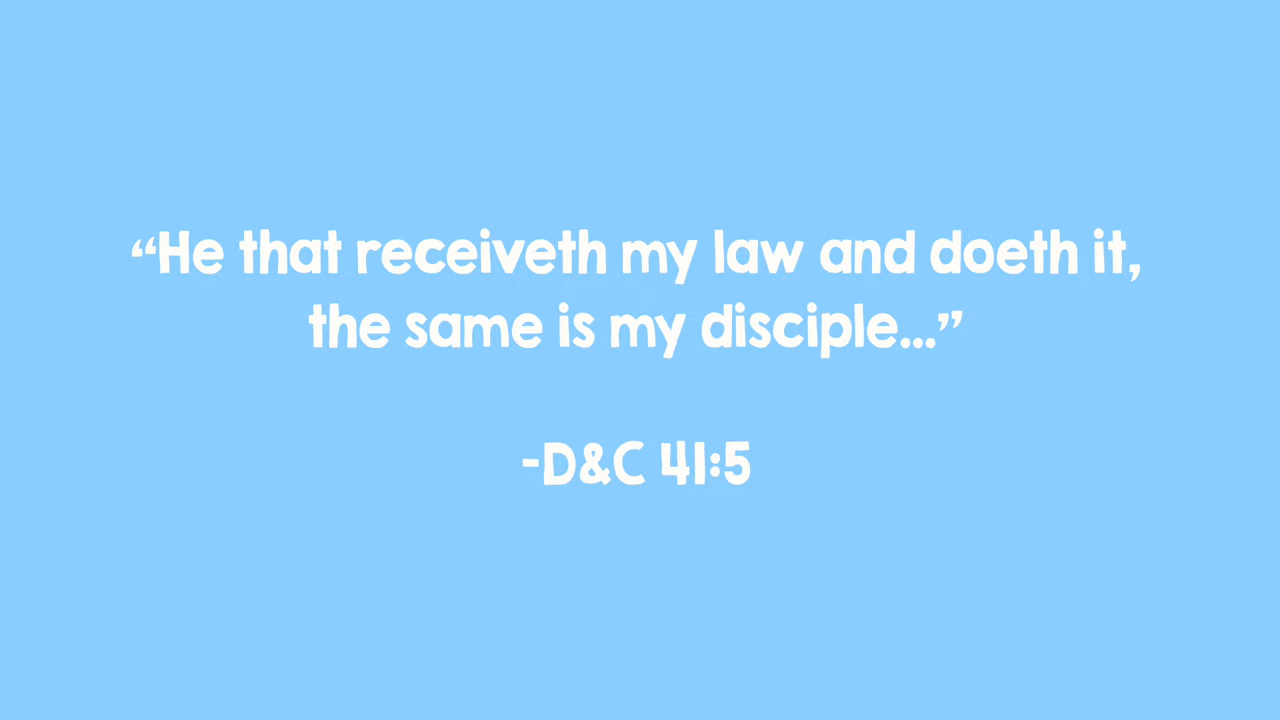 “He that receiveth my law and doeth it,
the same is my disciple...”
-D&C 41:5